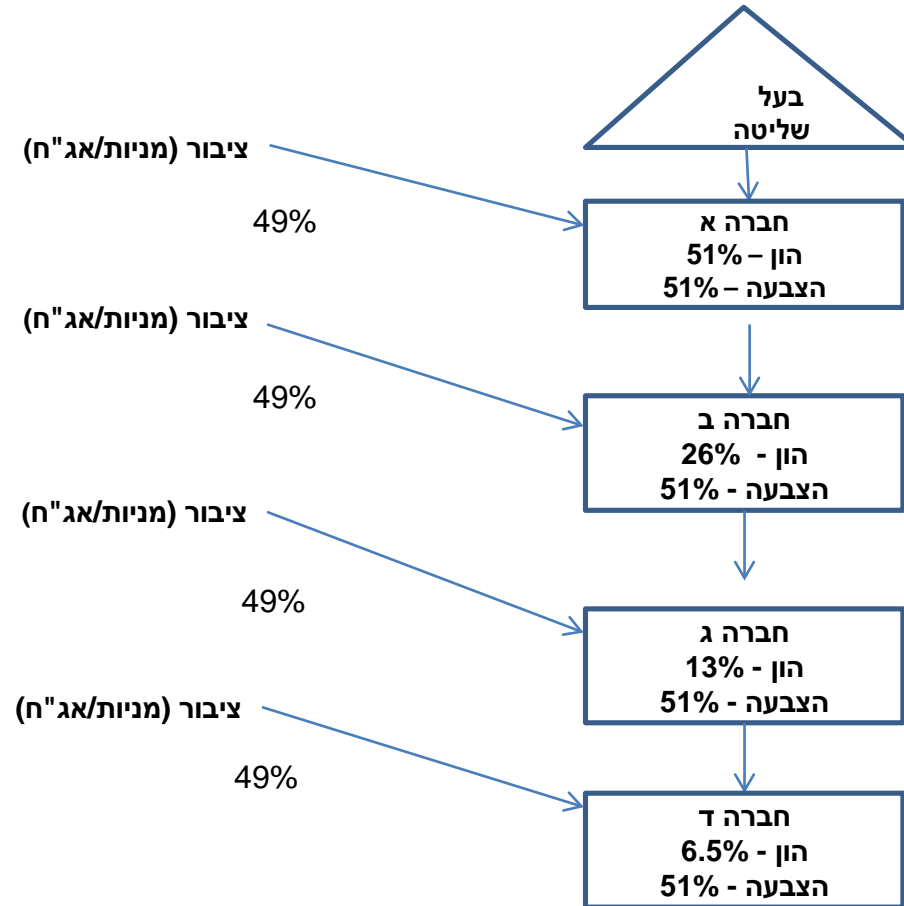 בעל
שליטה
ציבור (מניות/אג"ח)
49%
חברה א
הון – 51%
הצבעה – 51%
ציבור (מניות/אג"ח)
49%
חברה ב
הון - 26%
הצבעה - 51%
ציבור (מניות/אג"ח)
49%
חברה ג
הון - 13%
הצבעה - 51%
ציבור (מניות/אג"ח)
49%
חברה ד
הון - 6.5%
הצבעה - 51%